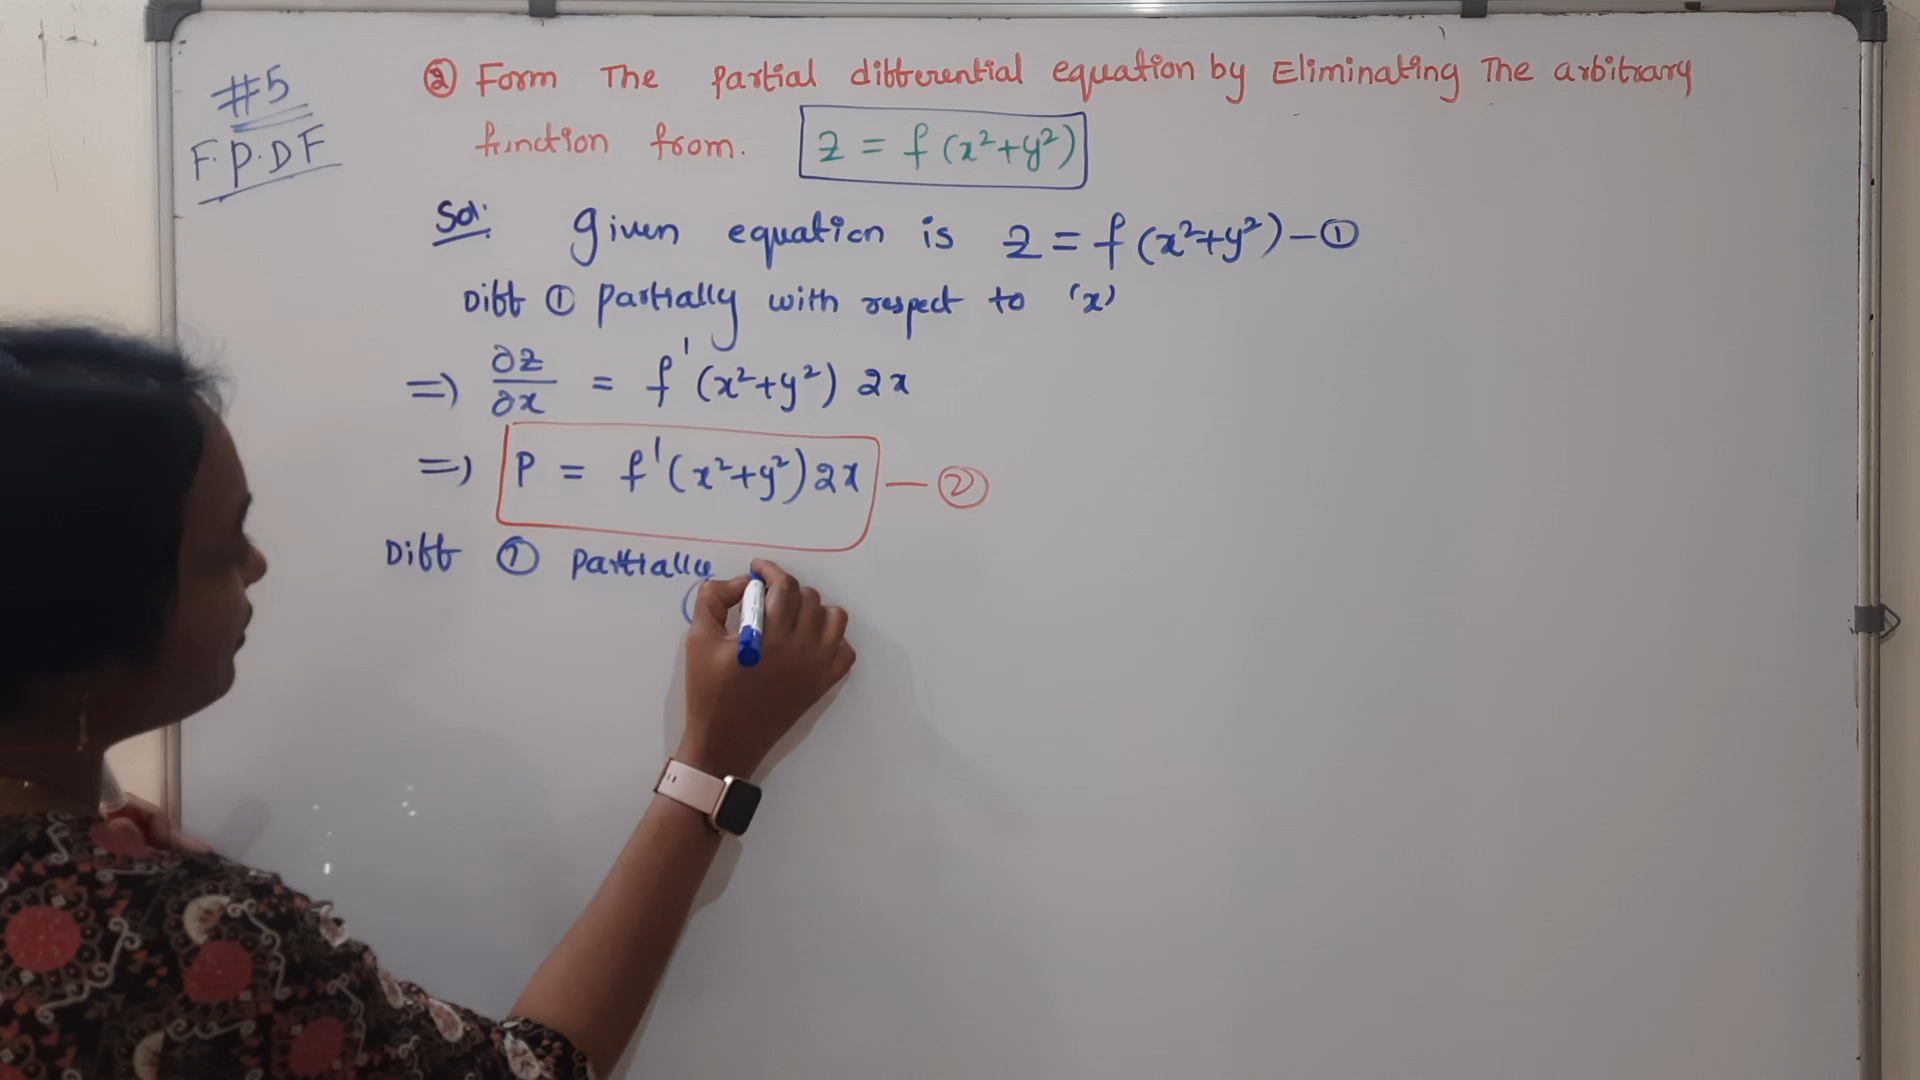 #5
F.P.D F
② Form The partial differential equation by Eliminating The arbitrary
function from. z = f (x²+y²)
Sol: Given equation is z = f (x²+y²) - ①
Diff ① partially with respect to 'x'
=> ∂z/∂x = f' (x²+y²) 2x
=> P = f' (x²+y²) 2x — ②
Diff ① Partially